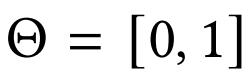 Θ = [0, 1]